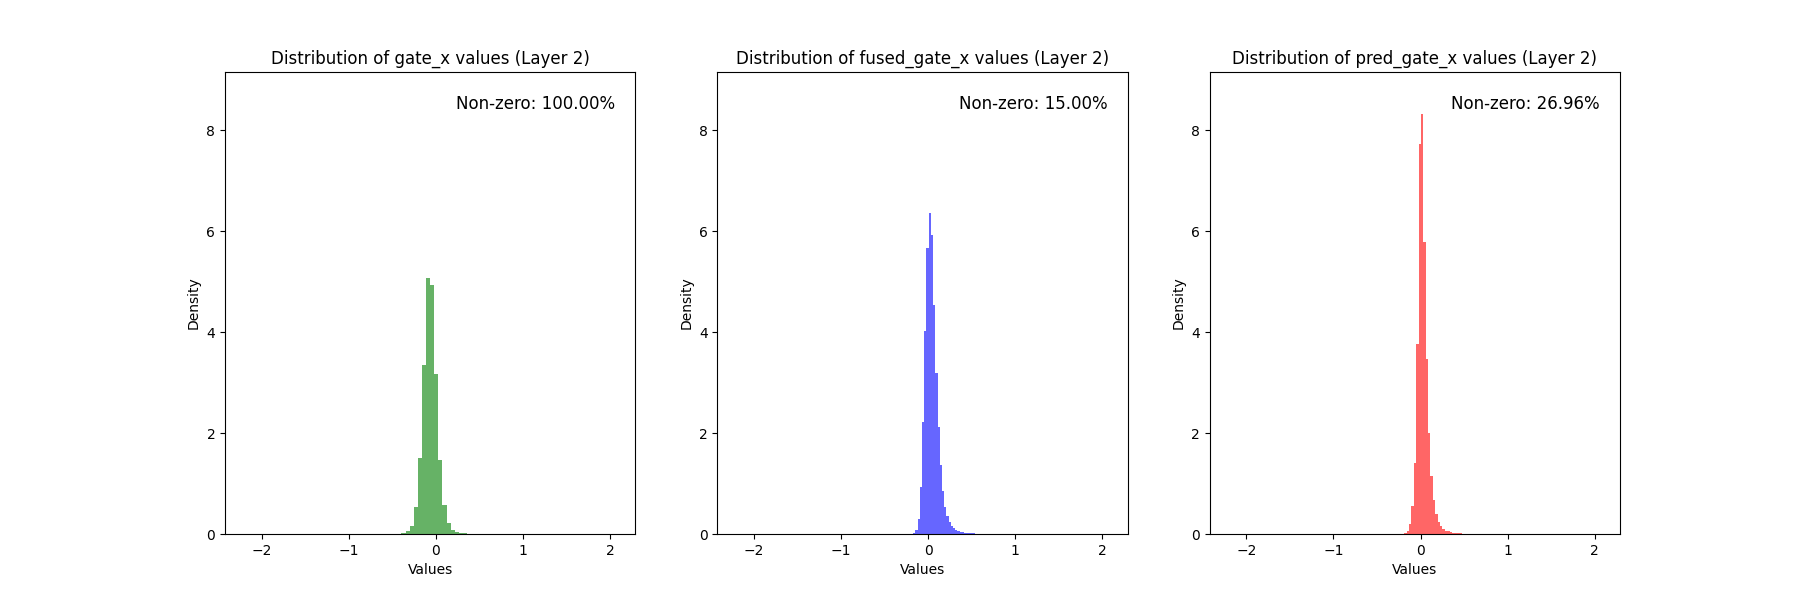 Distribution of gate_x values (Layer 2)
Non-zero: 100.00%
8
6
4
2
0
Density
−2 −1 0 1 2
Values
Distribution of fused_gate_x values (Layer 2)
Non-zero: 15.00%
8
6
4
2
0
Density
−2 −1 0 1 2
Values
Distribution of pred_gate_x values (Layer 2)
Non-zero: 26.96%
8
6
4
2
0
Density
−2 −1 0 1 2
Values